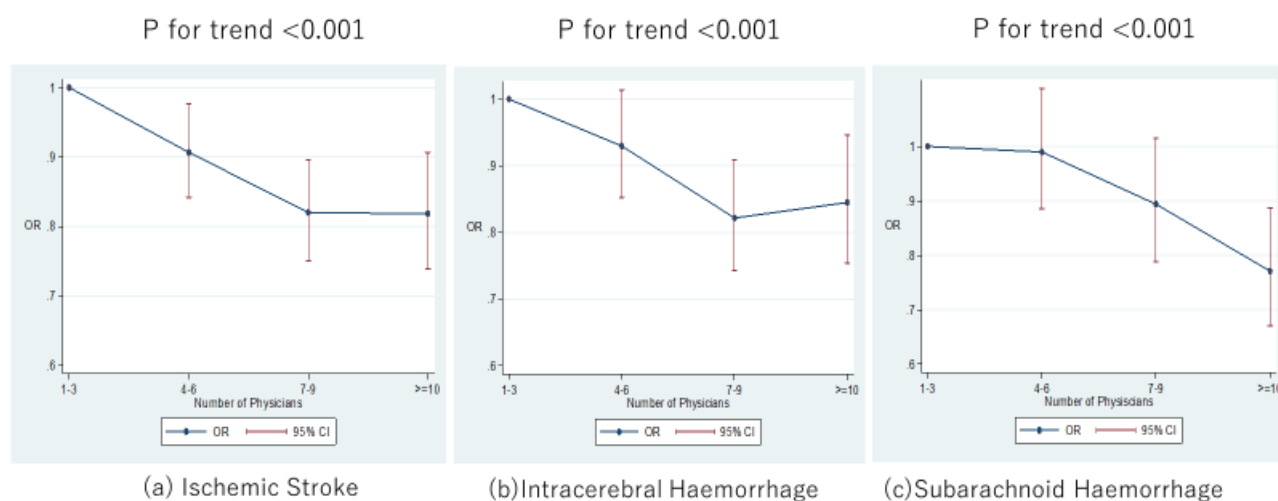 P for trend <0.001
P for trend <0.001
P for trend <0.001
1
.9
.8
.7
.6
OR
1-3
4-6
7-9
>=10
Number of Physicians
OR
95% CI
1
.9
.8
.7
.6
OR
1-3
4-6
7-9
>=10
Number of Physicians
OR
95% CI
1
.9
.8
.7
.6
OR
1-3
4-6
7-9
>=10
Number of Physiscians
OR
95% CI
(a) Ischemic Stroke
(b)Intracerebral Haemorrhage
(c)Subarachnoid Haemorrhage